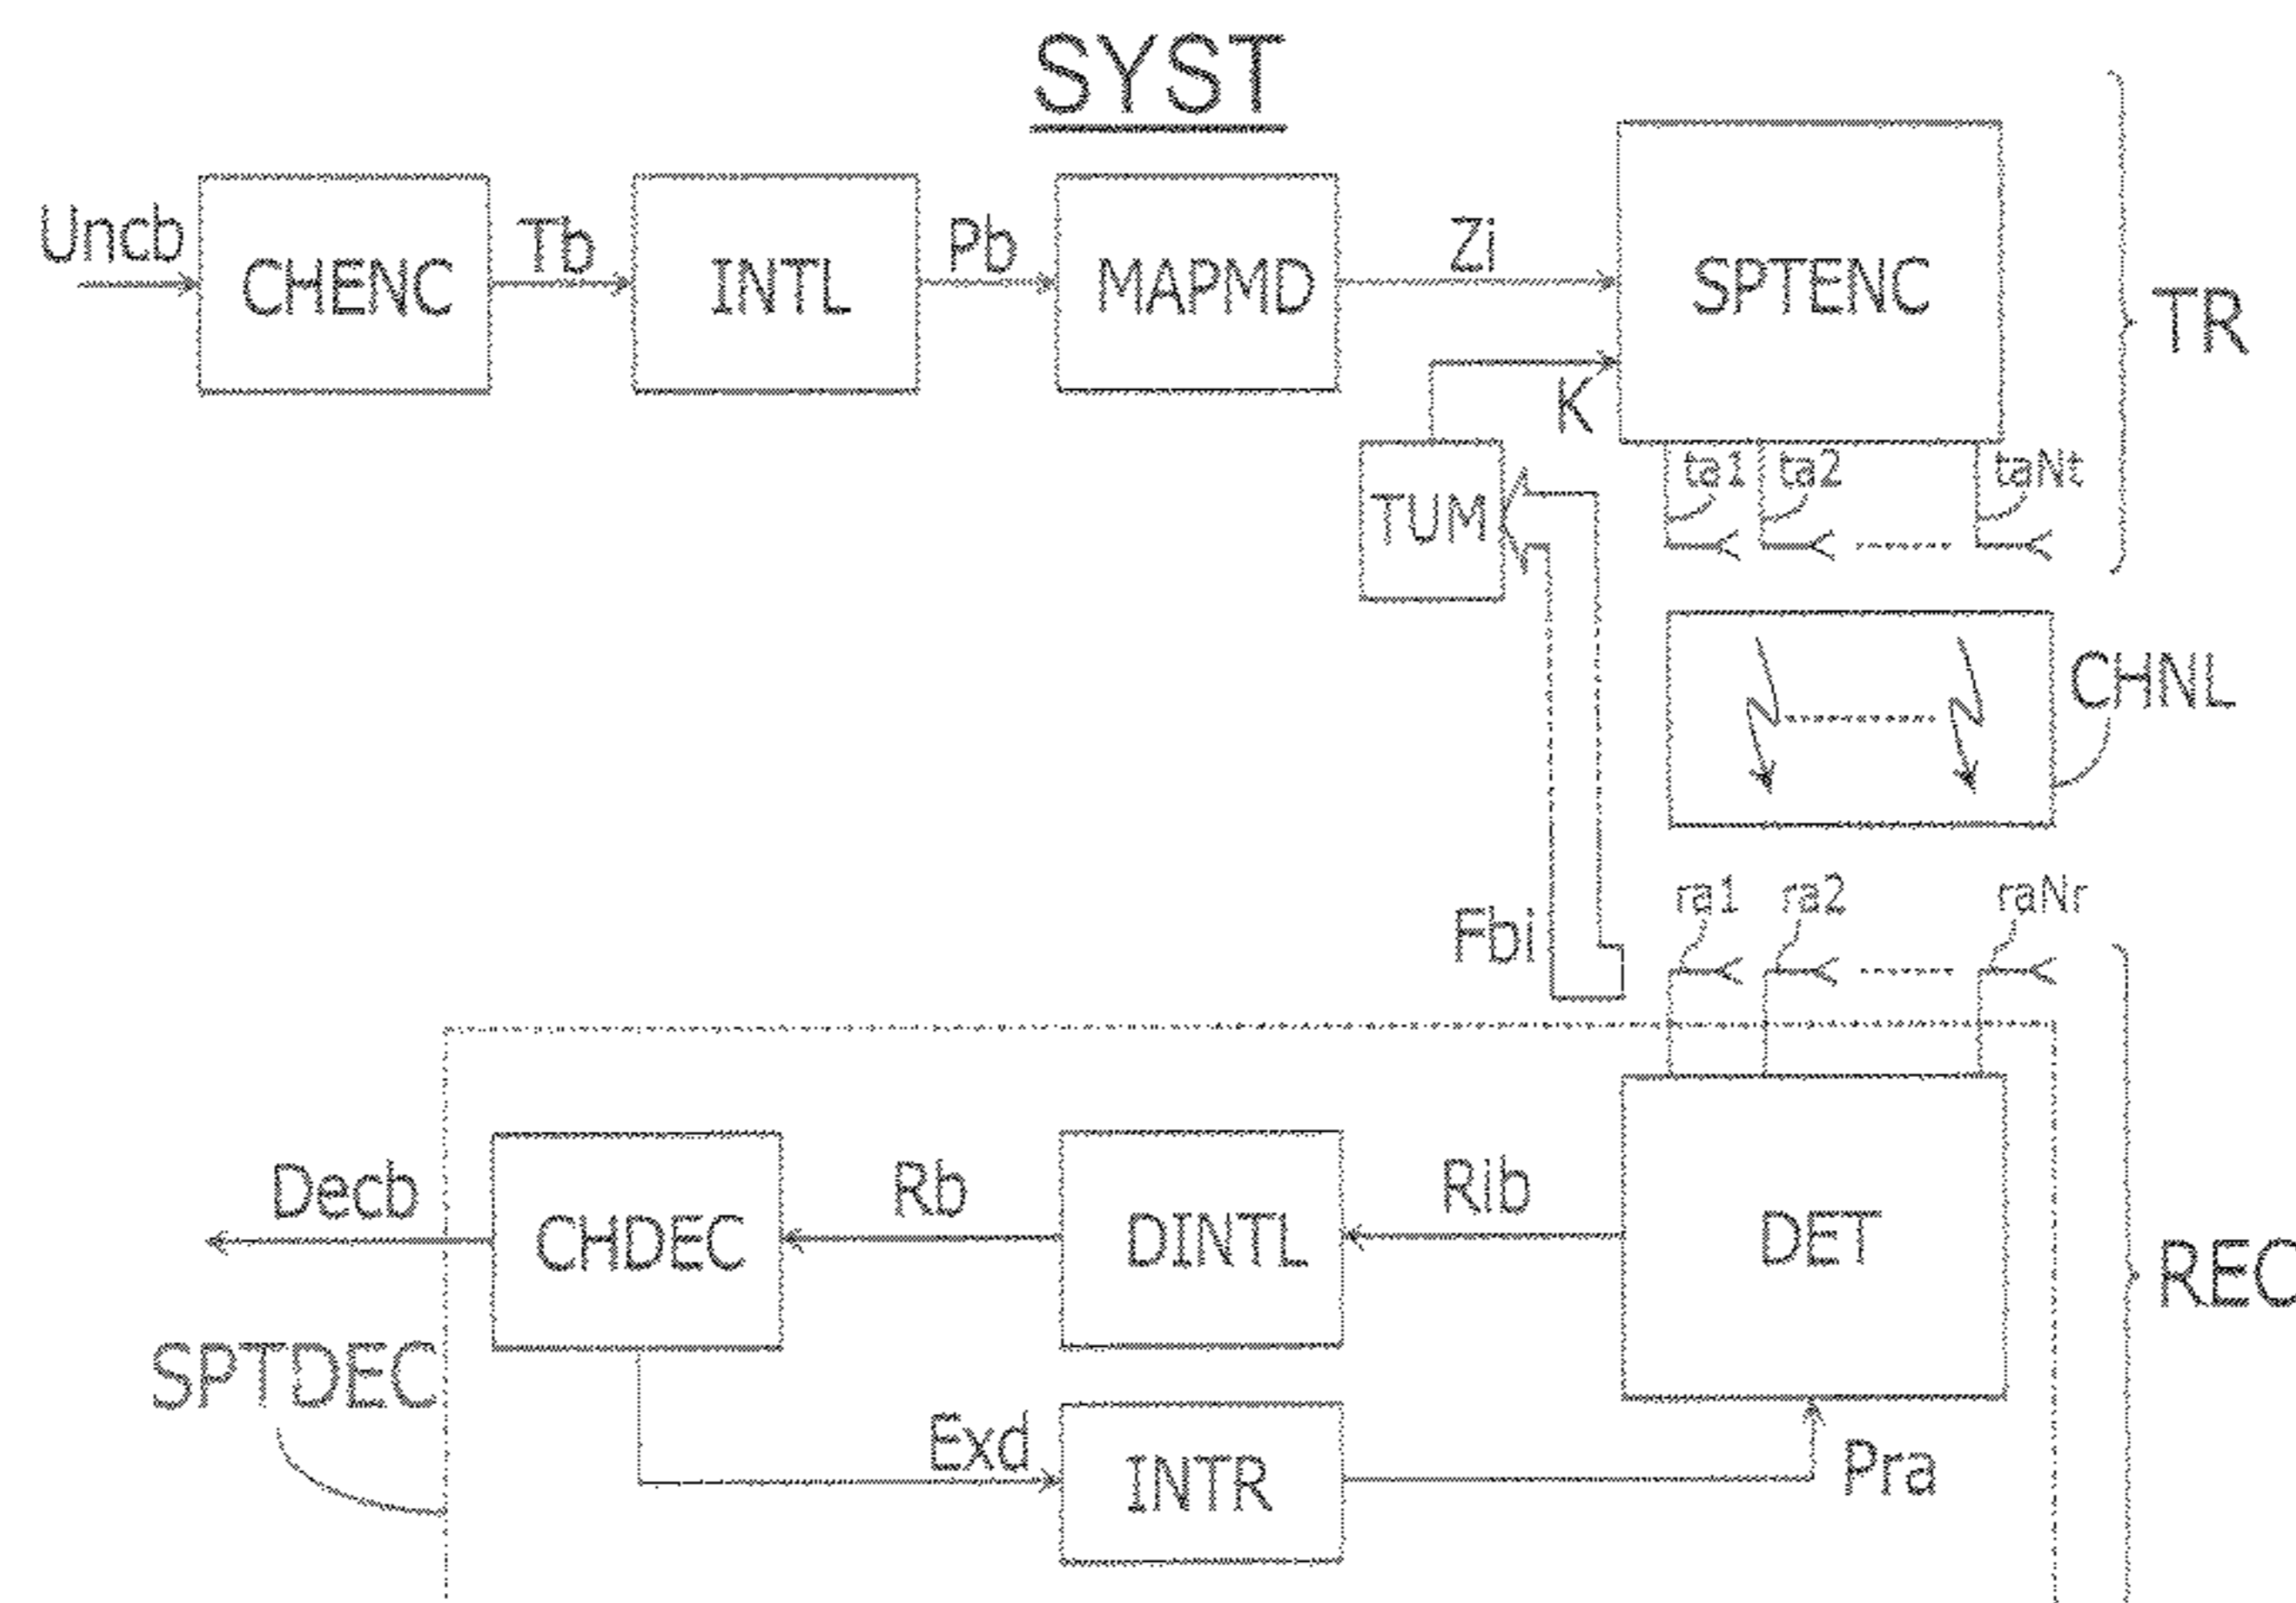 SYST
Uncb
CHENC
Tb
INTL
Pb
MAPMD
Zi
SPTENC
TR
K
TUM
ta1
ta2
taNt
CHNL
Fbi
ra1
ra2
raNr
REC
Decb
CHDEC
Rb
DINTL
Rib
DET
SPTDEC
Exd
INTR
Pra